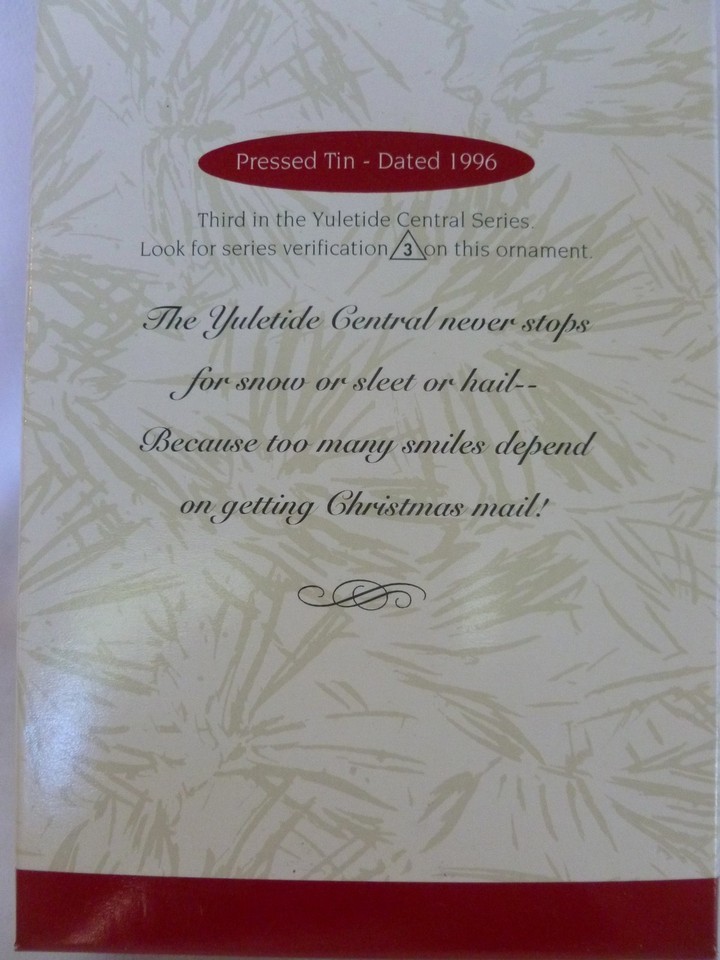 Pressed Tin - Dated 1996
Third in the Yuletide Central Series.
Look for series verification 3 on this ornament.
The Yuletide Central never stops
for snow or sleet or hail--
Because too many smiles depend
on getting Christmas mail!